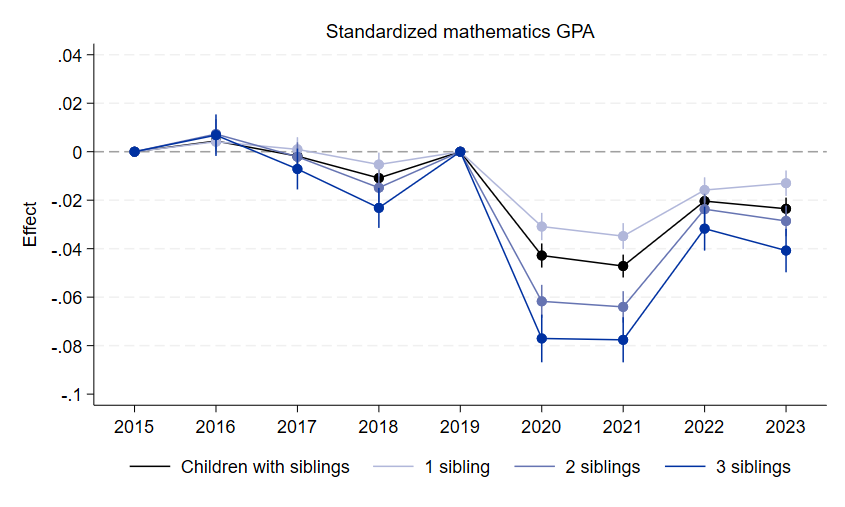 Standardized mathematics GPA
.04
.02
0
-.02
-.04
-.06
-.08
-.1
Effect
2015 2016 2017 2018 2019 2020 2021 2022 2023
Children with siblings 1 sibling 2 siblings 3 siblings